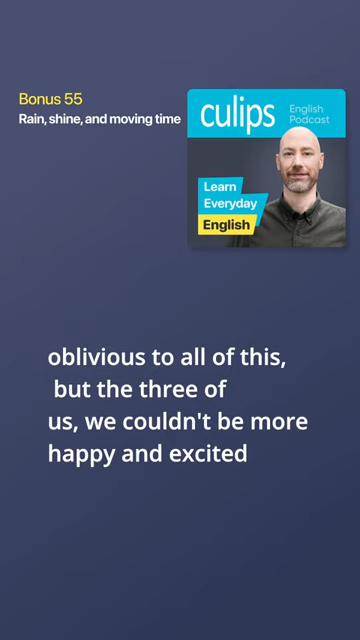 Bonus 55
Rain, shine, and moving time
culips
English
Podcast
Learn
Everyday
English
oblivious to all of this,
but the three of
us, we couldn't be more
happy and excited